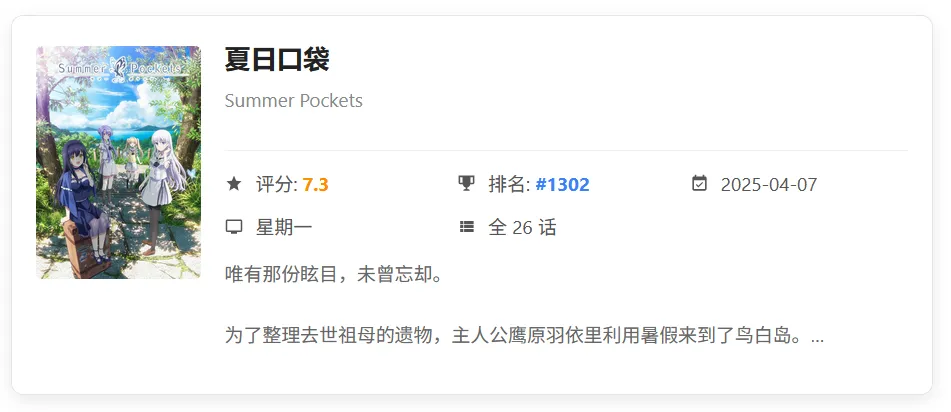 Summer Pockets
夏日口袋
Summer Pockets
评分: 7.3
排名: #1302
2025-04-07
星期一
全 26 话
唯有那份眩目，未曾忘却。
为了整理去世祖母的遗物，主人公鹰原羽依里利用暑假来到了鸟白岛。...